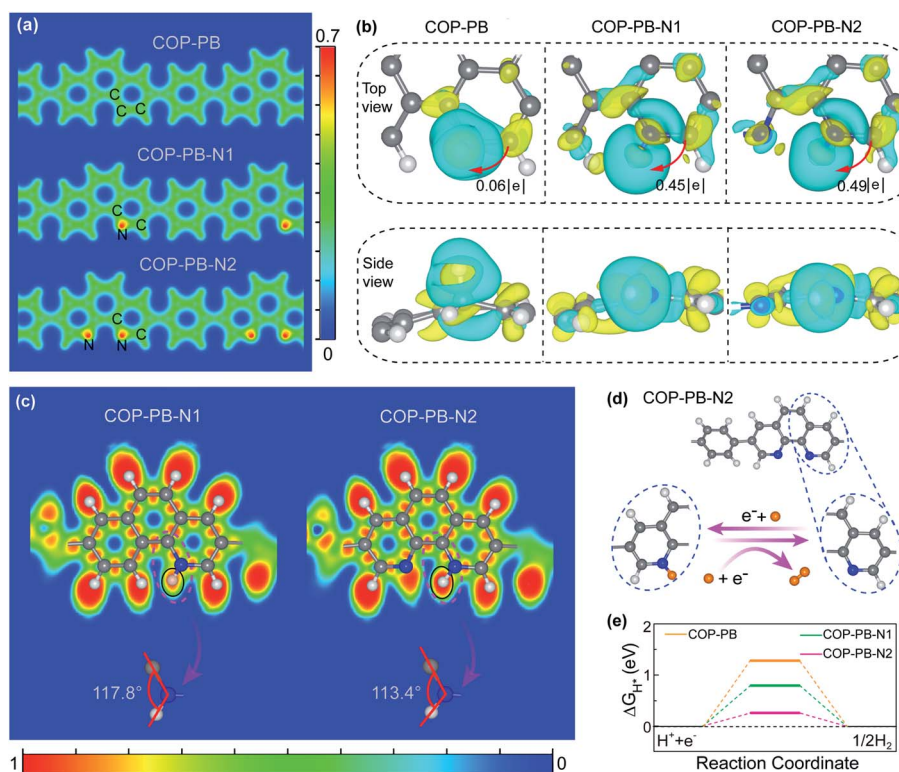 (a)
COP-PB
C
C
C
COP-PB-N1
C
C
N
COP-PB-N2
C
C
N
N
0.7
0
(b)
COP-PB
COP-PB-N1
COP-PB-N2
Top
view
0.06|e|
0.45|e|
0.49|e|
Side
view
(c)
COP-PB-N1
COP-PB-N2
117.8°
113.4°
1
0
(d)
COP-PB-N2
e⁻+
+ e⁻
(e)
2
1
0
ΔG_H* (eV)
COP-PB
COP-PB-N1
COP-PB-N2
H⁺+e⁻
1/2H₂
Reaction Coordinate